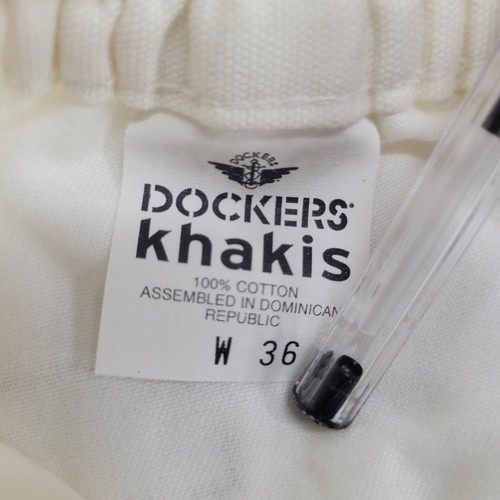 DOCKERS
DOCKERS®
khakis
100% COTTON
ASSEMBLED IN DOMINICAN
REPUBLIC
W 36